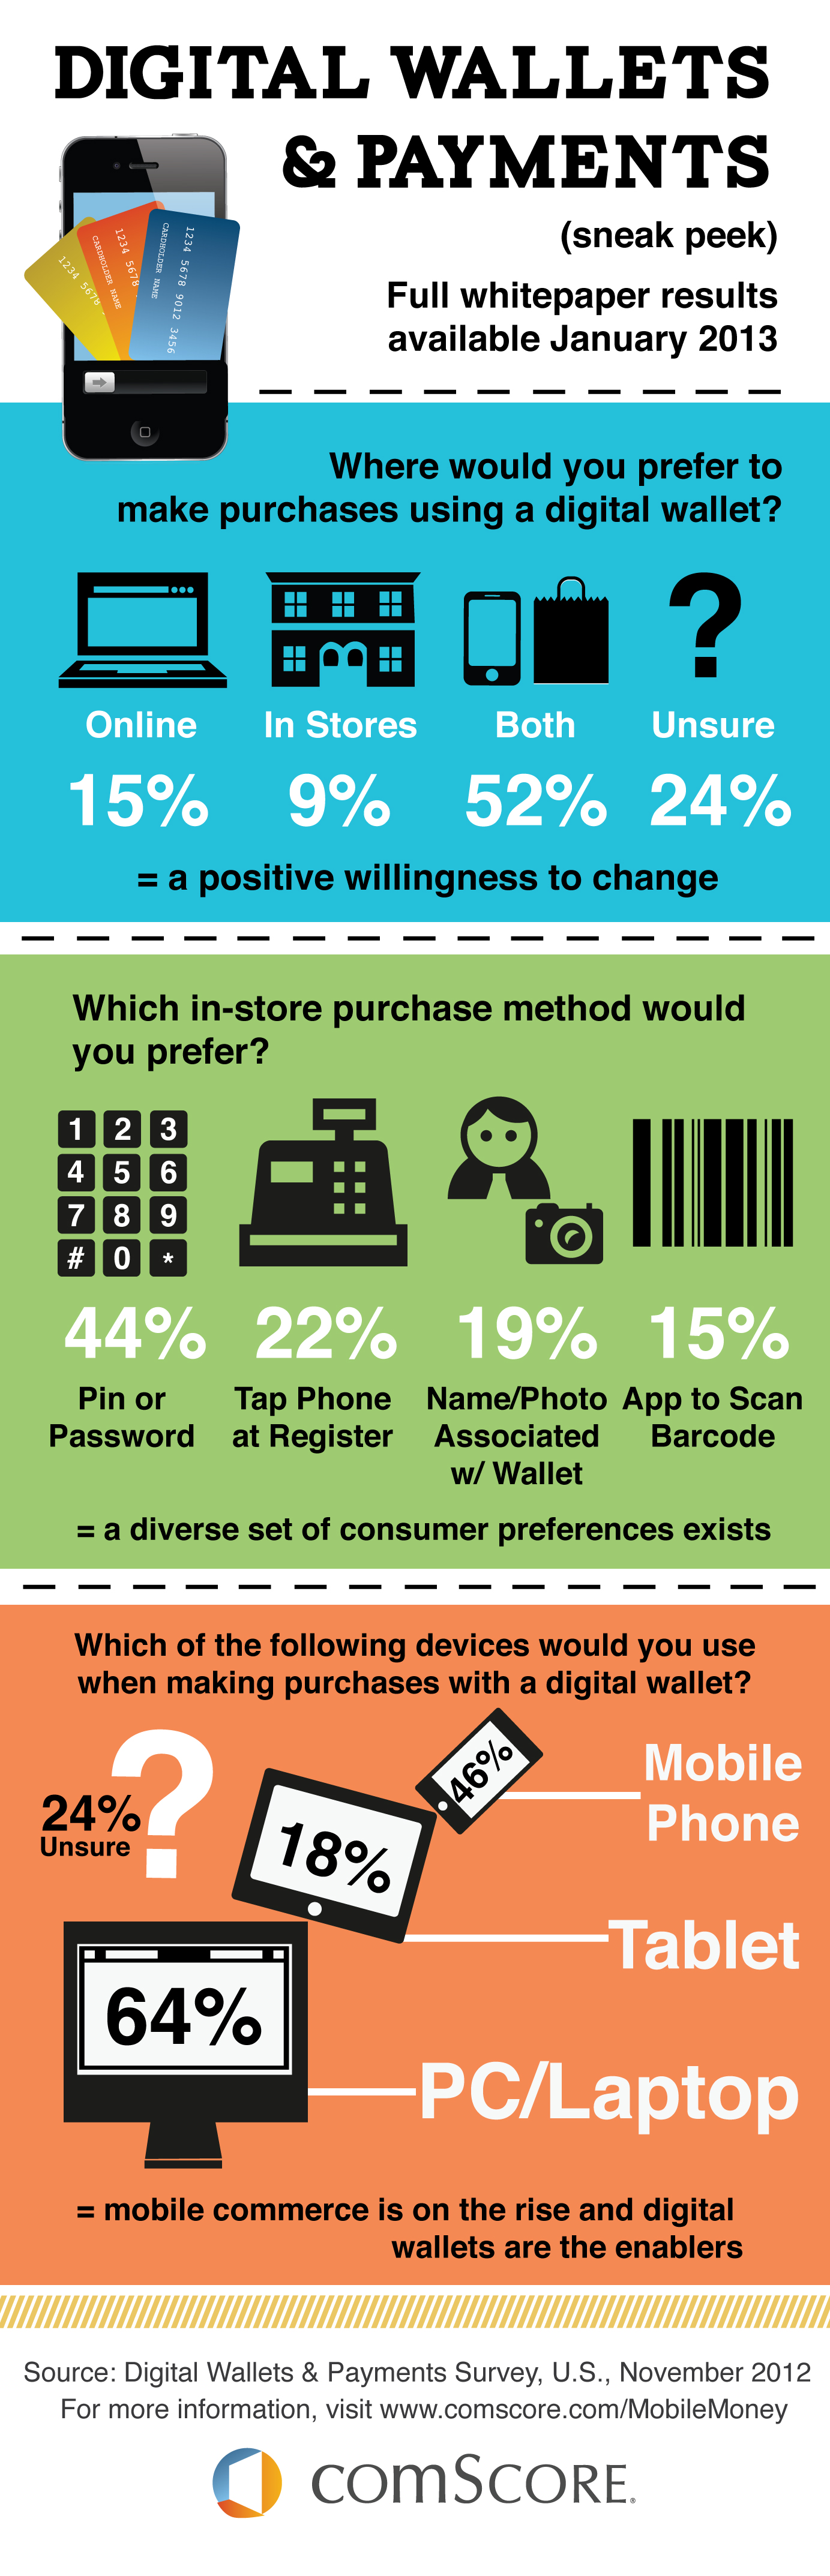 DIGITAL WALLETS
& PAYMENTS
(sneak peek)
Full whitepaper results
available January 2013
1234 5678
CARDHOLDER NAME
1234 5678
CARDHOLDER NAME
1234 5678 9012 3456
Where would you prefer to
make purchases using a digital wallet?
?
Online In Stores Both Unsure
15% 9% 52% 24%
= a positive willingness to change
Which in-store purchase method would
you prefer?
1 2 3
4 5 6
7 8 9
# 0 *
44% 22% 19% 15%
Pin or Tap Phone Name/Photo App to Scan
Password at Register Associated Barcode
w/ Wallet
= a diverse set of consumer preferences exists
Which of the following devices would you use
when making purchases with a digital wallet?
?
24%
Unsure
46%
Mobile
Phone
18%
Tablet
64%
PC/Laptop
= mobile commerce is on the rise and digital
wallets are the enablers
Source: Digital Wallets & Payments Survey, U.S., November 2012
For more information, visit www.comscore.com/MobileMoney
comScore®